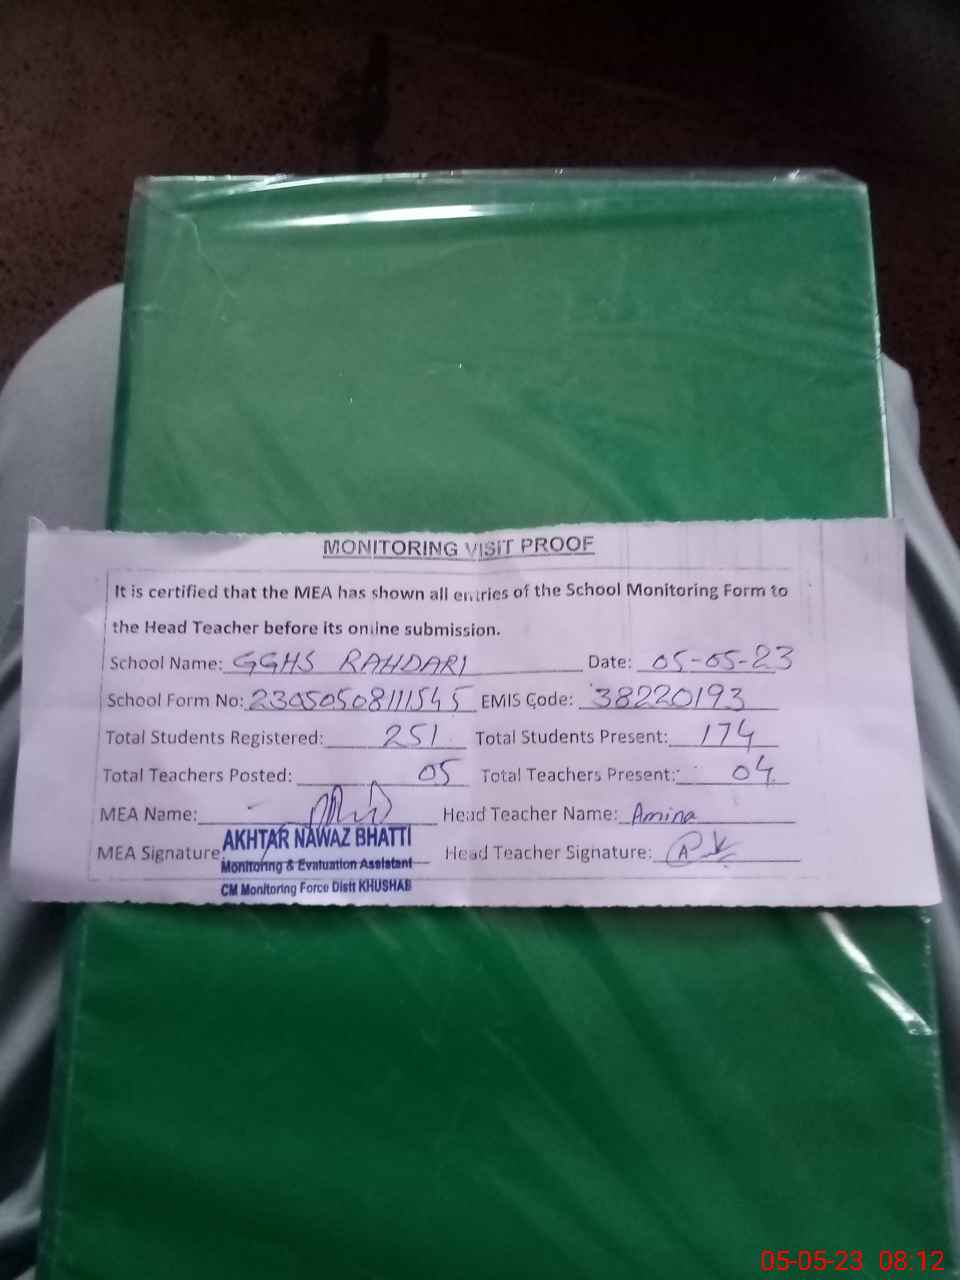 MONITORING VISIT PROOF
It is certified that the MEA has shown all entries of the School Monitoring Form to
the Head Teacher before its online submission.
School Name: GGHS RAHDARI Date: 05-05-23
School Form No: 23050508111545 EMIS Code: 38220193
Total Students Registered: 251 Total Students Present: 174
Total Teachers Posted: 05 Total Teachers Present: 04
MEA Name: Head Teacher Name: Amina
AKHTAR NAWAZ BHATTI
MEA Signature: Head Teacher Signature:
Monitoring & Evaluation Assistant
CM Monitoring Force Distt KHUSHAB
05-05-23 08:12